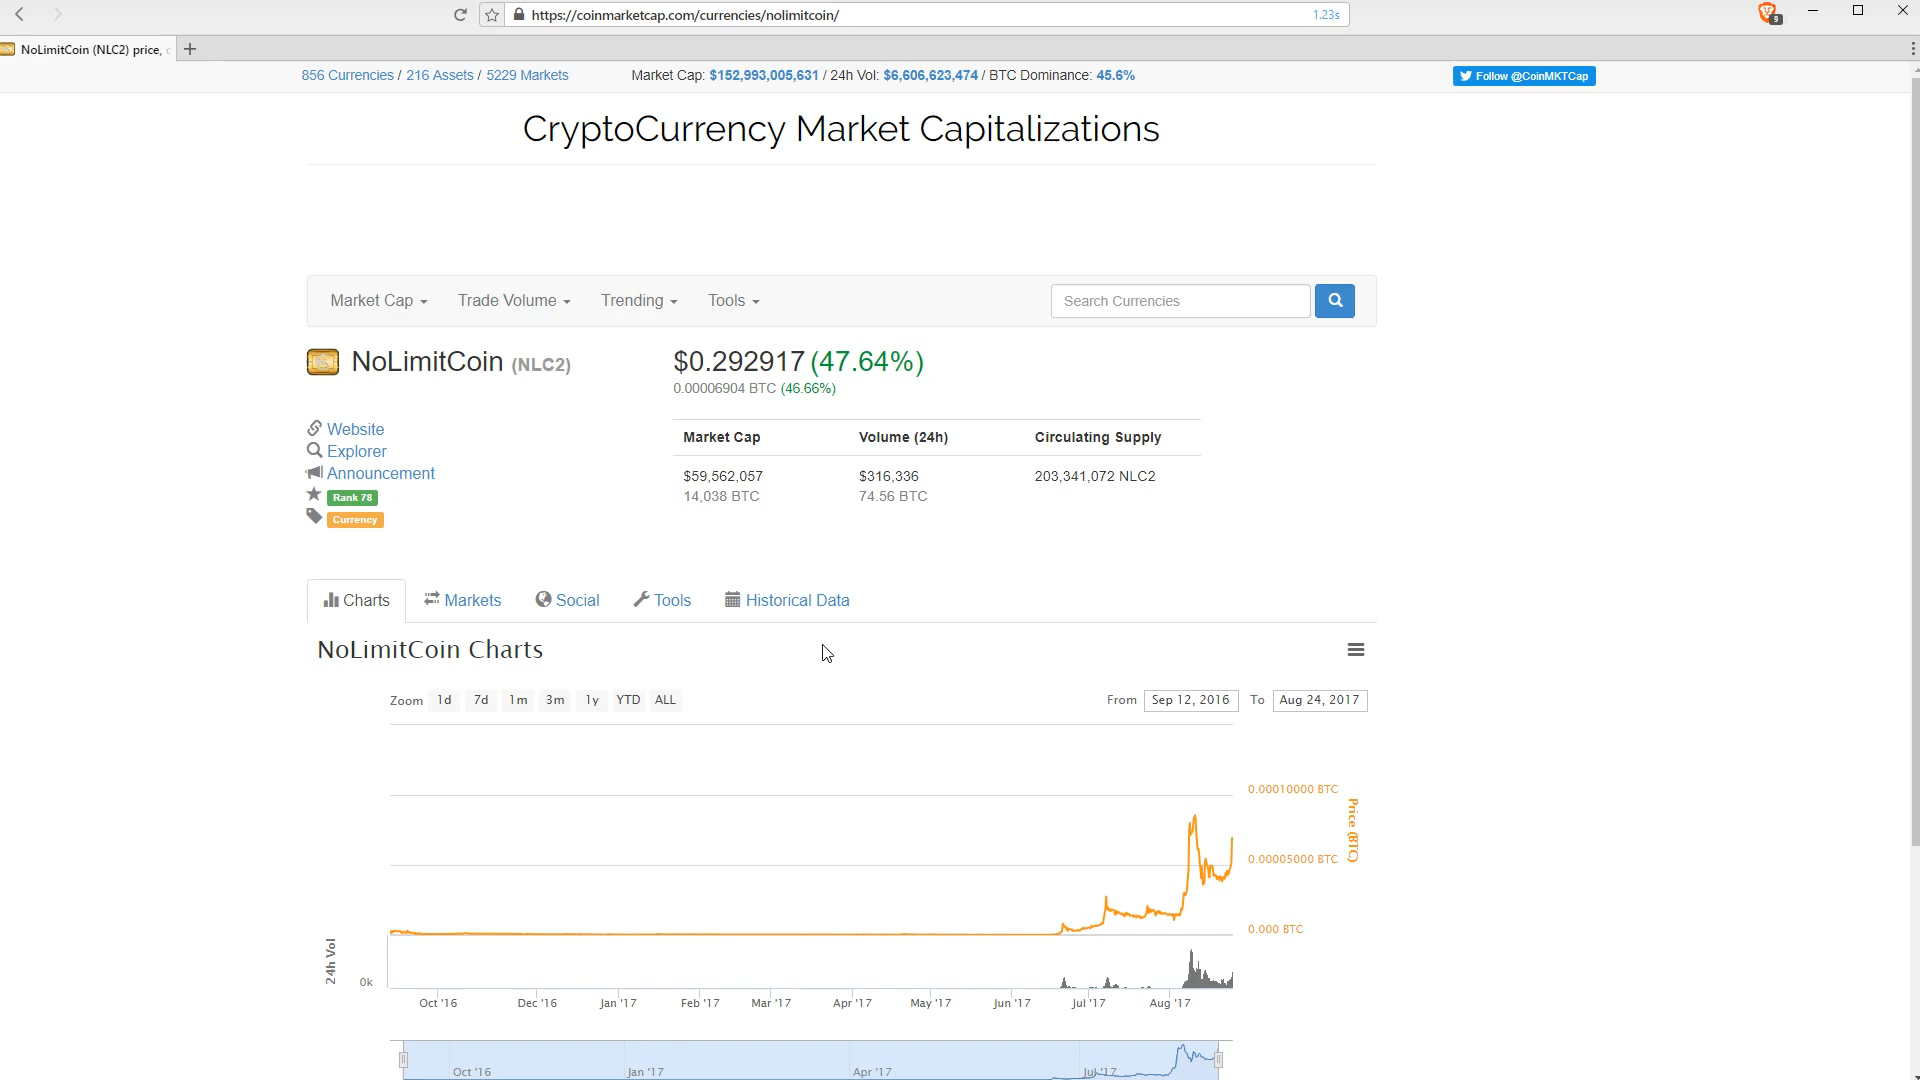 https://coinmarketcap.com/currencies/nolimitcoin/ 1.23s
9
NoLimitCoin (NLC2) price,
856 Currencies / 216 Assets / 5229 Markets Market Cap: $152,993,005,631 / 24h Vol: $6,606,623,474 / BTC Dominance: 45.6% Follow @CoinMKTCap
CryptoCurrency Market Capitalizations
Market Cap Trade Volume Trending Tools Search Currencies
NoLimitCoin (NLC2) $0.292917 (47.64%)
0.00006904 BTC (46.66%)
Website
Explorer
Announcement
Rank 78
Currency
Market Cap Volume (24h) Circulating Supply
$59,562,057 $316,336 203,341,072 NLC2
14,038 BTC 74.56 BTC
Charts Markets Social Tools Historical Data
NoLimitCoin Charts
Zoom 1d 7d 1m 3m 1y YTD ALL From Sep 12, 2016 To Aug 24, 2017
0.00010000 BTC
0.00005000 BTC
0.000 BTC
Price (BTC)
24h Vol
0k
Oct '16 Dec '16 Jan '17 Feb '17 Mar '17 Apr '17 May '17 Jun '17 Jul '17 Aug '17
Oct '16 Jan '17 Apr '17 Jul '17